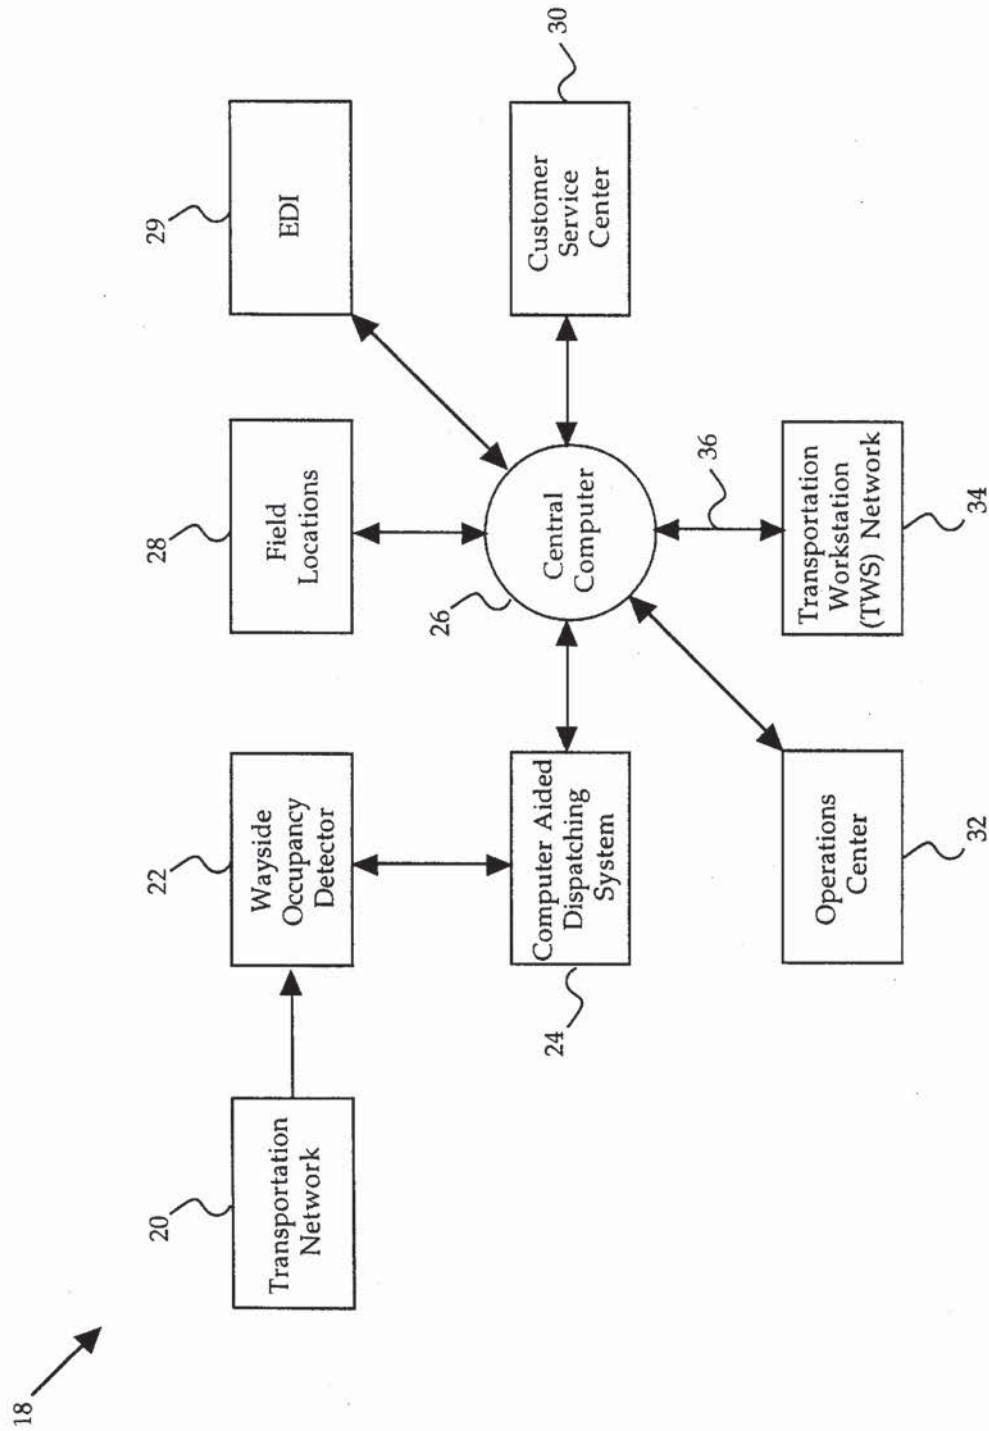 18
20
Transportation
Network
22
Wayside
Occupancy
Detector
28
Field
Locations
29
EDI
24
Computer Aided
Dispatching
System
26
Central
Computer
30
Customer
Service
Center
32
Operations
Center
36
34
Transportation
Workstation
(TWS) Network